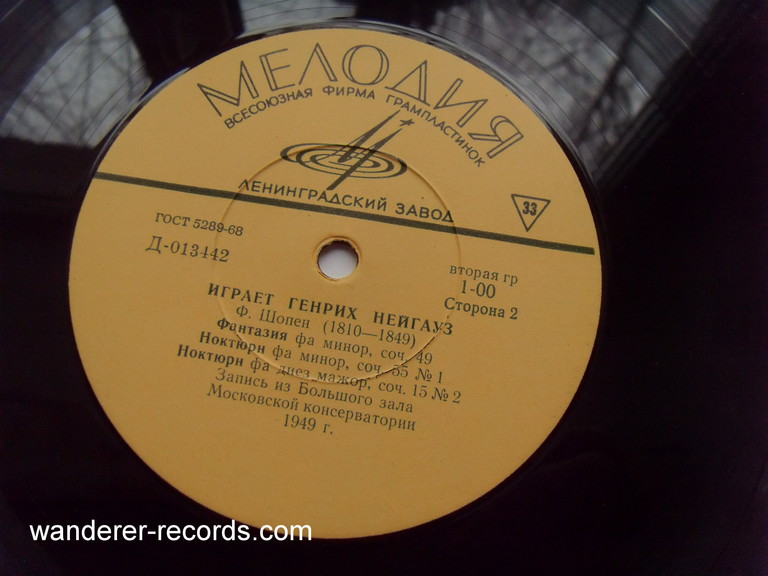 МЕЛОДИЯ
ВСЕСОЮЗНАЯ ФИРМА ГРАМПЛАСТИНОК
ЛЕНИНГРАДСКИЙ ЗАВОД
33
ГОСТ 5289-68
Д-013442
вторая гр
1-00
Сторона 2
ИГРАЕТ ГЕНРИХ НЕЙГАУЗ
Ф. Шопен (1810—1849)
Фантазия фа минор, соч. 49
Ноктюрн фа минор, соч. 55 № 1
Ноктюрн фа диез мажор, соч. 15 № 2
Запись из Большого зала
Московской консерватории
1949 г.
wanderer-records.com